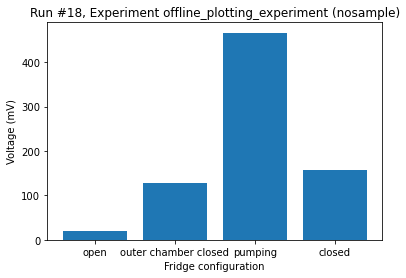 Run #18, Experiment offline_plotting_experiment (nosample)
400
300
200
100
0
Voltage (mV)
open outer chamber closed pumping closed
Fridge configuration